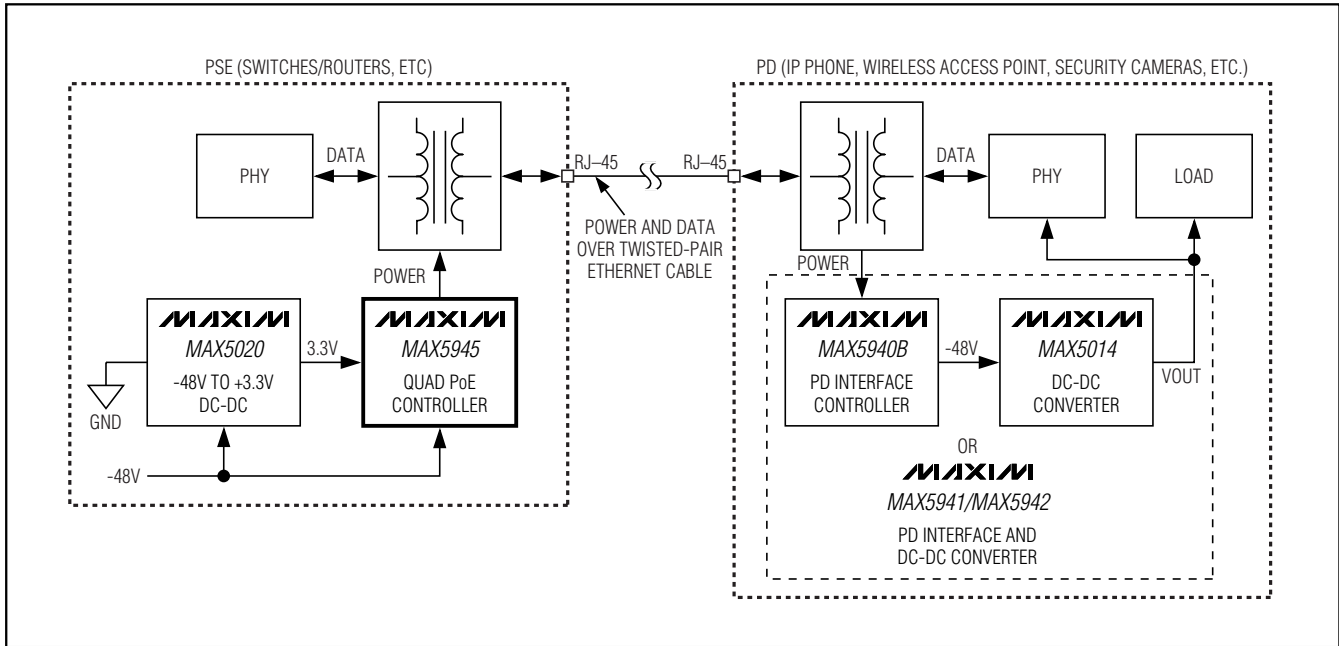 PSE (SWITCHES/ROUTERS, ETC)
PHY
DATA
POWER
MAXIM
MAX5020
-48V TO +3.3V
DC-DC
GND
3.3V
MAXIM
MAX5945
QUAD PoE
CONTROLLER
-48V
RJ–45
RJ–45
POWER AND DATA
OVER TWISTED-PAIR
ETHERNET CABLE
PD (IP PHONE, WIRELESS ACCESS POINT, SECURITY CAMERAS, ETC.)
DATA
PHY
LOAD
POWER
MAXIM
MAX5940B
PD INTERFACE
CONTROLLER
-48V
MAXIM
MAX5014
DC-DC
CONVERTER
VOUT
OR
MAXIM
MAX5941/MAX5942
PD INTERFACE AND
DC-DC CONVERTER